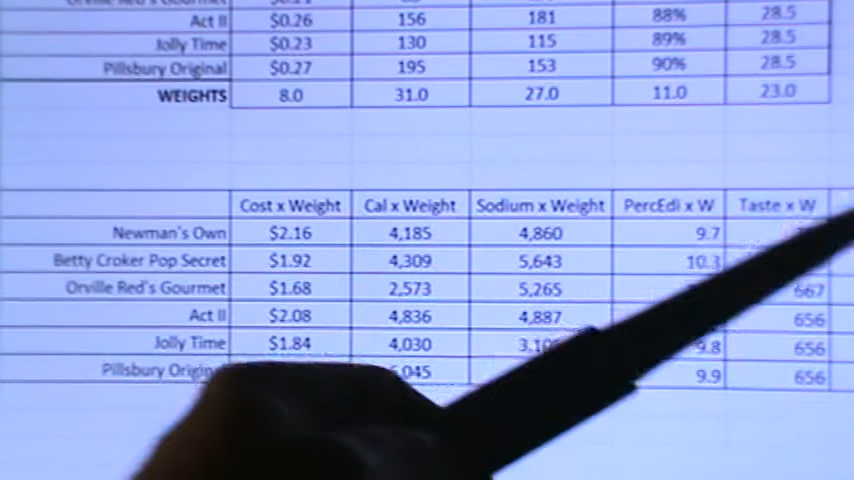 Act II $0.26 156 181 88% 28.5
Jolly Time $0.23 130 115 89% 28.5
Pillsbury Original $0.27 195 153 90% 28.5
WEIGHTS 8.0 31.0 27.0 11.0 23.0
Cost x Weight Cal x Weight Sodium x Weight PercEdi x W Taste x W
Newman's Own $2.16 4,185 4,860 9.7
Betty Croker Pop Secret $1.92 4,309 5,643 10.3
Orville Red's Gourmet $1.68 2,573 5,265 667
Act II $2.08 4,836 4,887 656
Jolly Time $1.84 4,030 9.8 656
Pillsbury 9.9 656